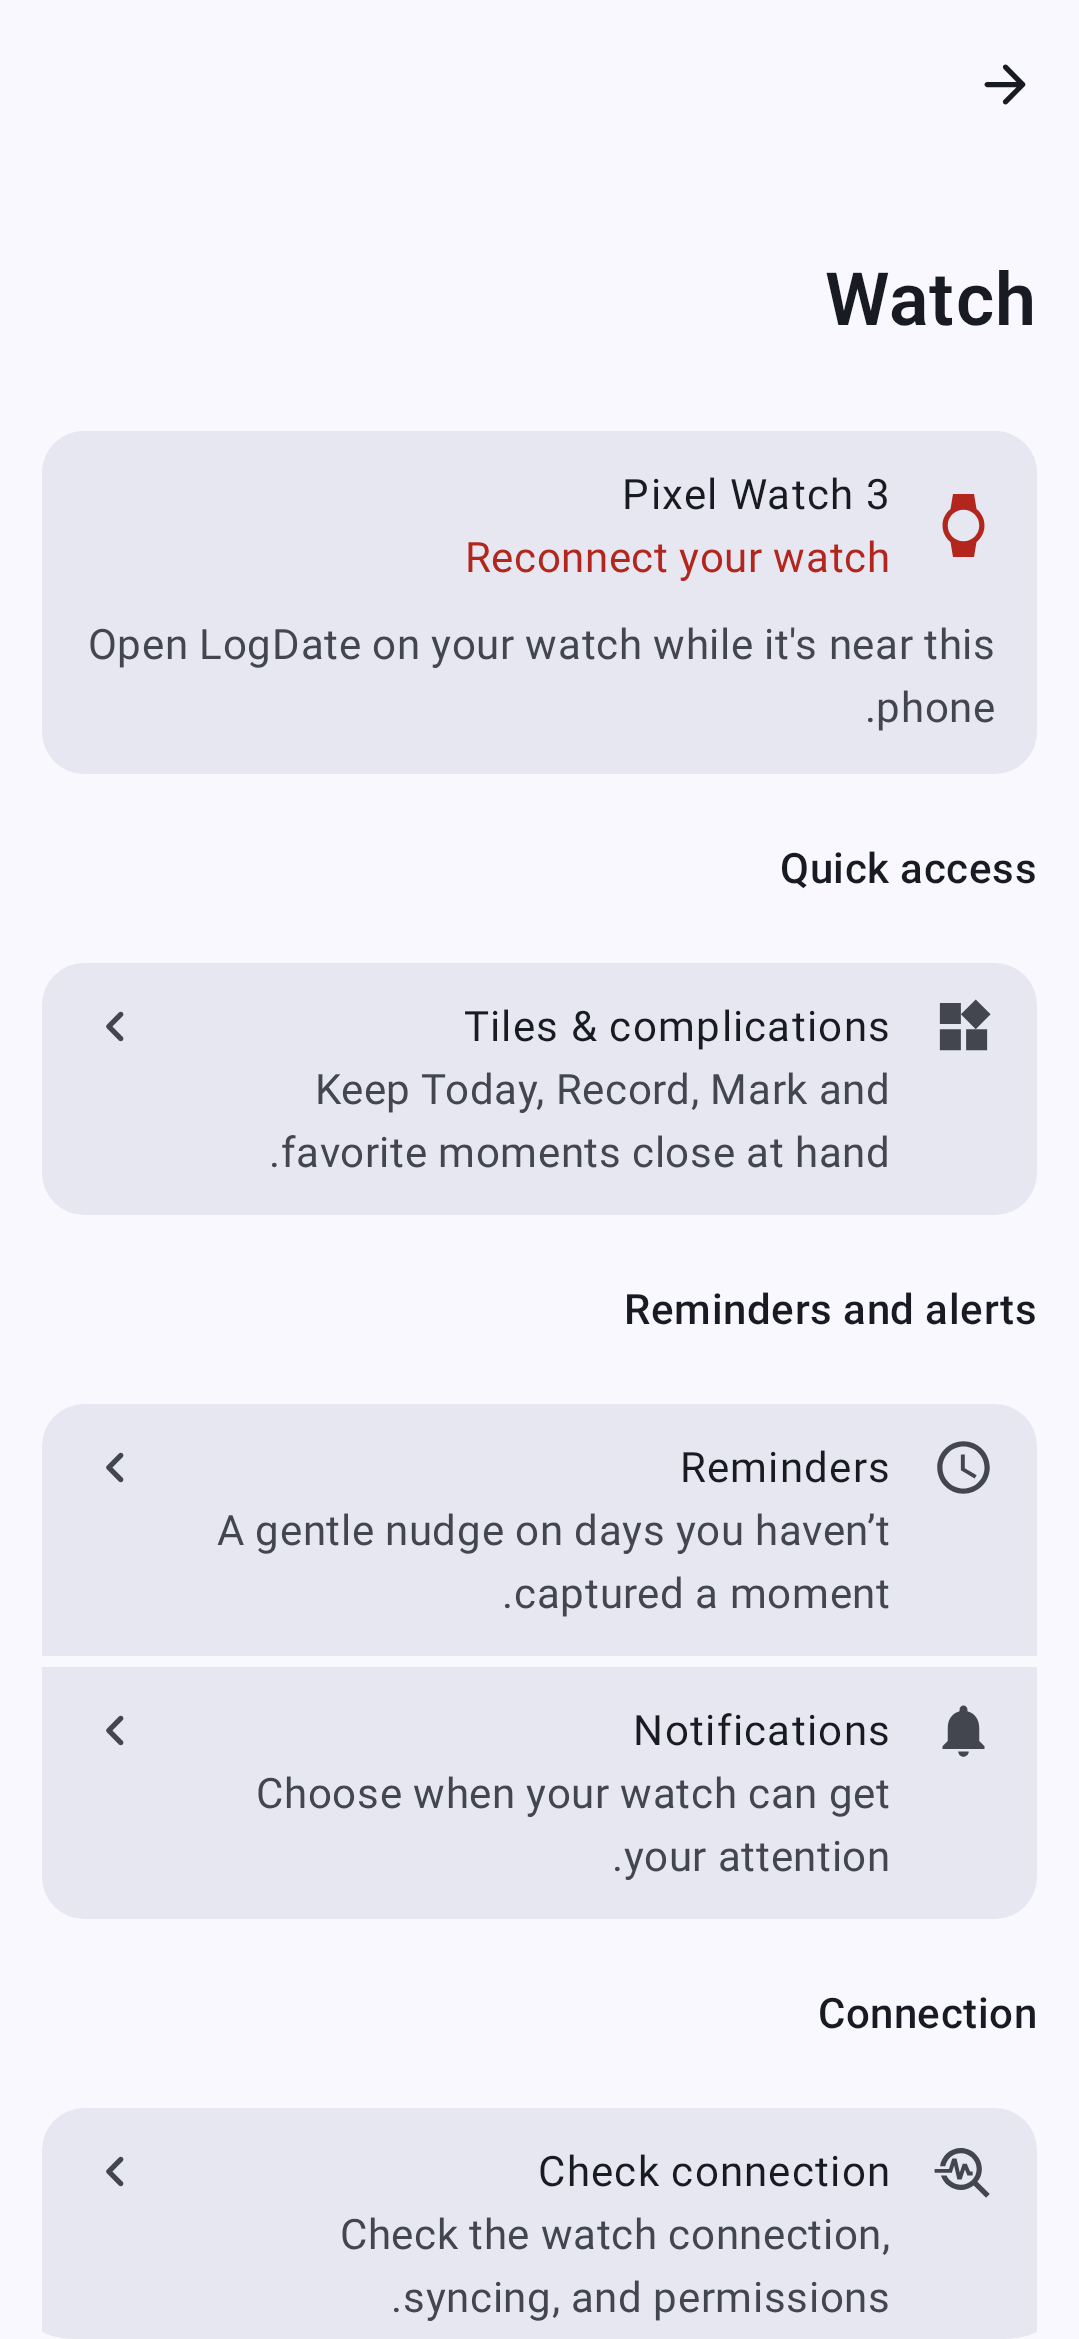 Watch
Pixel Watch 3
Reconnect your watch
Open LogDate on your watch while it's near this
.phone
Quick access
Tiles & complications
Keep Today, Record, Mark and
.favorite moments close at hand
Reminders and alerts
Reminders
A gentle nudge on days you haven’t
.captured a moment
Notifications
Choose when your watch can get
.your attention
Connection
Check connection
Check the watch connection,
.syncing, and permissions